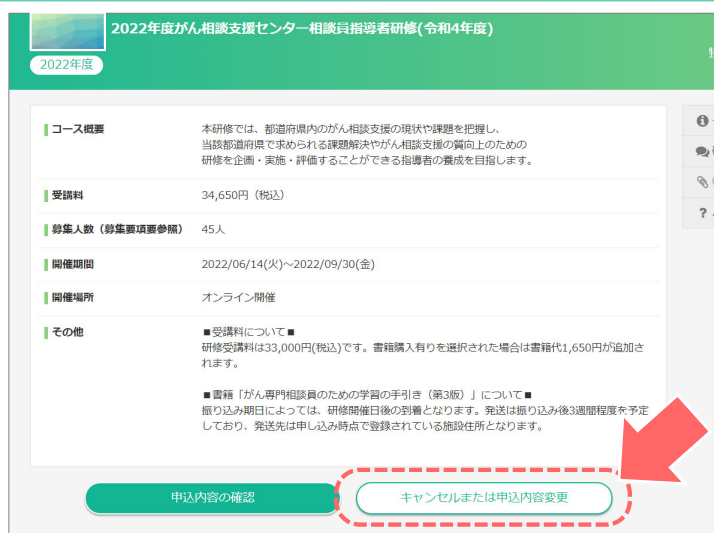 2022年度がん相談支援センター相談員指導者研修(令和4年度)
2022年度
コース概要
本研修では、都道府県内のがん相談支援の現状や課題を把握し、
当該都道府県で求められる課題解決やがん相談支援の質向上のための
研修を企画・実施・評価することができる指導者の養成を目指します。
受講料
34,650円（税込）
募集人数（募集要項要参照）
45人
開催期間
2022/06/14(火)～2022/09/30(金)
開催場所
オンライン開催
その他
■受講料について■
研修受講料は33,000円(税込)です。書籍購入有りを選択された場合は書籍代1,650円が追加さ
れます。
■書籍「がん専門相談員のための学習の手引き（第3版）」について■
振り込み期日によっては、研修開催日後の到着となります。発送は振り込み後3週間程度を予定
しており、発送先は申し込み時点で登録されている施設住所となります。
申込内容の確認
キャンセルまたは申込内容変更